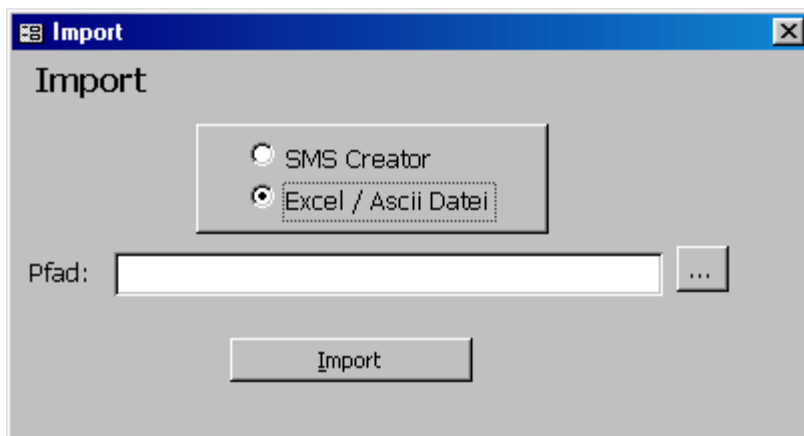 Import
Import
SMS Creator
Excel / Ascii Datei
Pfad:
...
Import